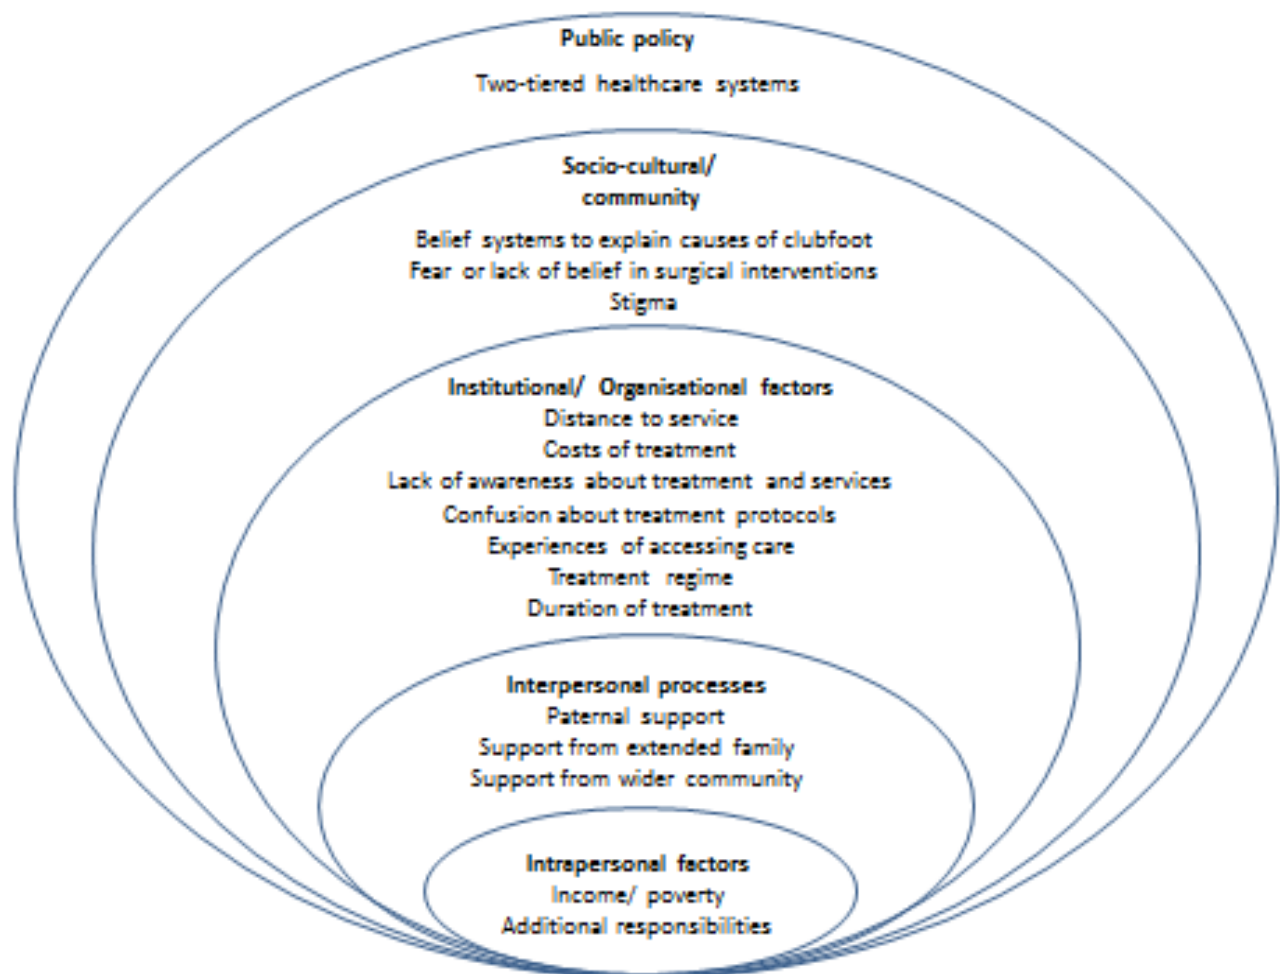 Public policy
Two-tiered healthcare systems
Socio-cultural/
community
Belief systems to explain causes of clubfoot
Fear or lack of belief in surgical interventions
Stigma
Institutional/ Organisational factors
Distance to service
Costs of treatment
Lack of awareness about treatment and services
Confusion about treatment protocols
Experiences of accessing care
Treatment regime
Duration of treatment
Interpersonal processes
Paternal support
Support from extended family
Support from wider community
Intrapersonal factors
Income/ poverty
Additional responsibilities